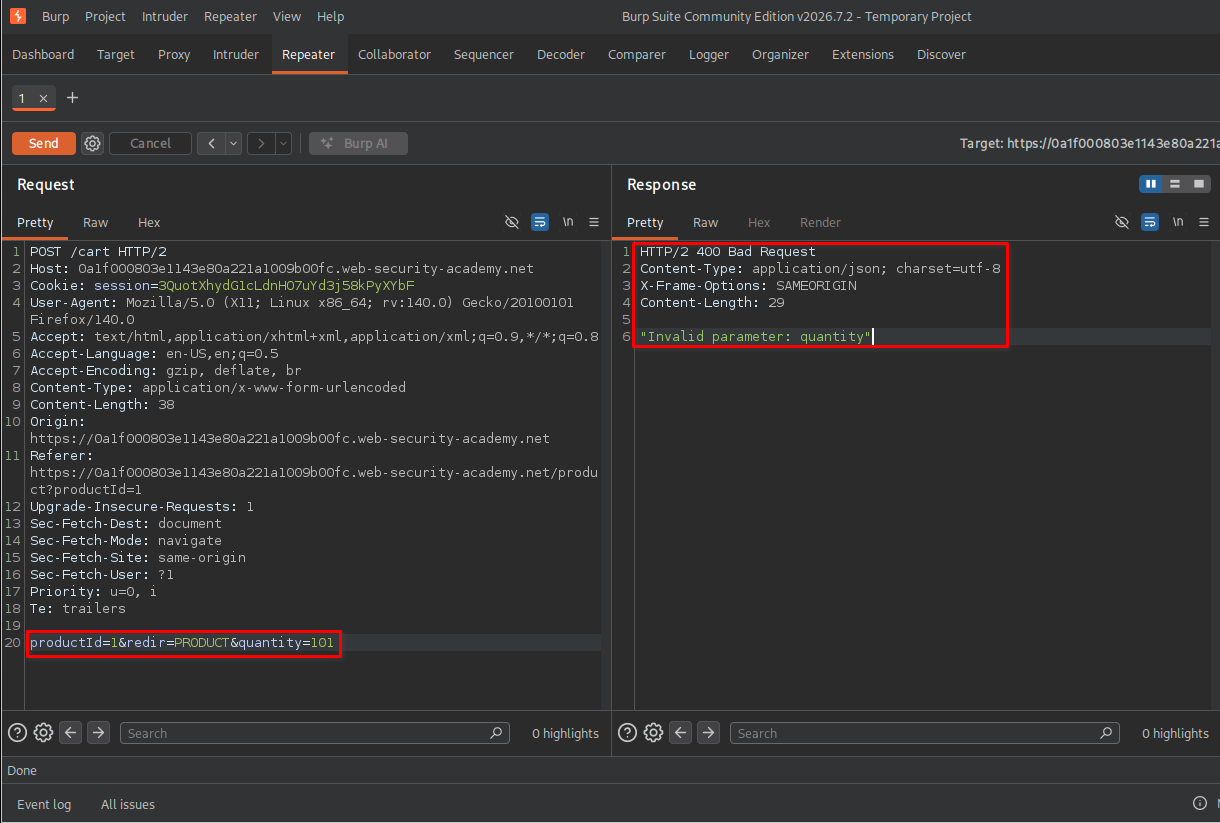 Burp Project Intruder Repeater View Help Burp Suite Community Edition v2026.7.2 - Temporary Project
Dashboard Target Proxy Intruder Repeater Collaborator Sequencer Decoder Comparer Logger Organizer Extensions Discover
1 × +
Send Cancel < > Burp AI Target: https://0a1f000803e1143e80a221a
Request
Pretty Raw Hex \n
1 POST /cart HTTP/2
2 Host: 0a1f000803e1143e80a221a1009b00fc.web-security-academy.net
3 Cookie: session=3QuotXhydG1cLdnHO7uYd3j58kPyXYbF
4 User-Agent: Mozilla/5.0 (X11; Linux x86_64; rv:140.0) Gecko/20100101
Firefox/140.0
5 Accept: text/html,application/xhtml+xml,application/xml;q=0.9,*/*;q=0.8
6 Accept-Language: en-US,en;q=0.5
7 Accept-Encoding: gzip, deflate, br
8 Content-Type: application/x-www-form-urlencoded
9 Content-Length: 38
10 Origin:
https://0a1f000803e1143e80a221a1009b00fc.web-security-academy.net
11 Referer:
https://0a1f000803e1143e80a221a1009b00fc.web-security-academy.net/produ
ct?productId=1
12 Upgrade-Insecure-Requests: 1
13 Sec-Fetch-Dest: document
14 Sec-Fetch-Mode: navigate
15 Sec-Fetch-Site: same-origin
16 Sec-Fetch-User: ?1
17 Priority: u=0, i
18 Te: trailers
19
20 productId=1&redir=PRODUCT&quantity=101
Search 0 highlights
Response
Pretty Raw Hex Render \n
1 HTTP/2 400 Bad Request
2 Content-Type: application/json; charset=utf-8
3 X-Frame-Options: SAMEORIGIN
4 Content-Length: 29
5
6 "Invalid parameter: quantity"
Search 0 highlights
Done
Event log All issues